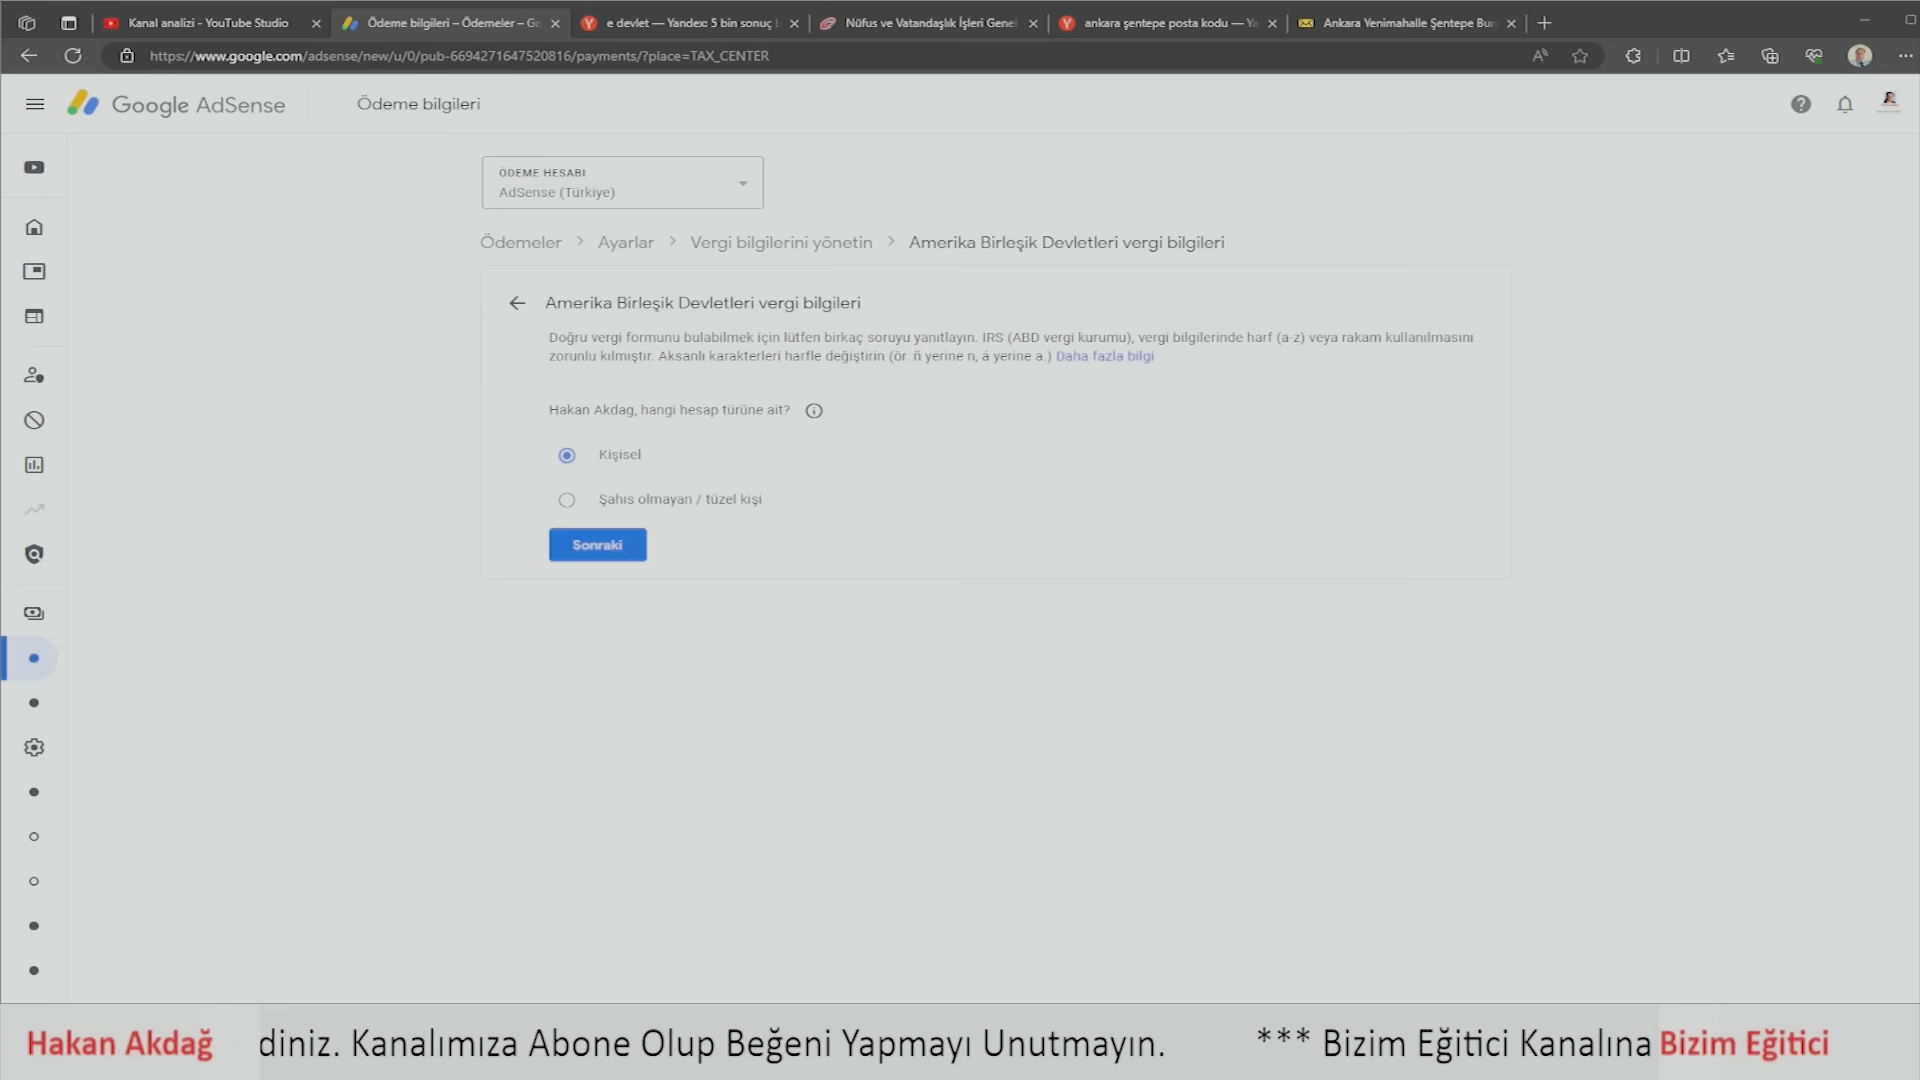 Kanal analizi - YouTube Studio
Ödeme bilgileri – Ödemeler – Go
e devlet — Yandex: 5 bin sonuç b
Nüfus ve Vatandaşlık İşleri Genel
ankara şentepe posta kodu — Ya
Ankara Yenimahalle Şentepe Bur
https://www.google.com/adsense/new/u/0/pub-6694271647520816/payments/?place=TAX_CENTER
Google AdSense
Ödeme bilgileri
ÖDEME HESABI
AdSense (Türkiye)
Ödemeler > Ayarlar > Vergi bilgilerini yönetin > Amerika Birleşik Devletleri vergi bilgileri
Amerika Birleşik Devletleri vergi bilgileri
Doğru vergi formunu bulabilmek için lütfen birkaç soruyu yanıtlayın. IRS (ABD vergi kurumu), vergi bilgilerinde harf (a-z) veya rakam kullanılmasını
zorunlu kılmıştır. Aksanlı karakterleri harfle değiştirin (ör. ñ yerine n, á yerine a.) Daha fazla bilgi
Hakan Akdag, hangi hesap türüne ait?
Kişisel
Şahıs olmayan / tüzel kişi
Sonraki
Hakan Akdağ diniz. Kanalımıza Abone Olup Beğeni Yapmayı Unutmayın. *** Bizim Eğitici Kanalına Bizim Eğitici